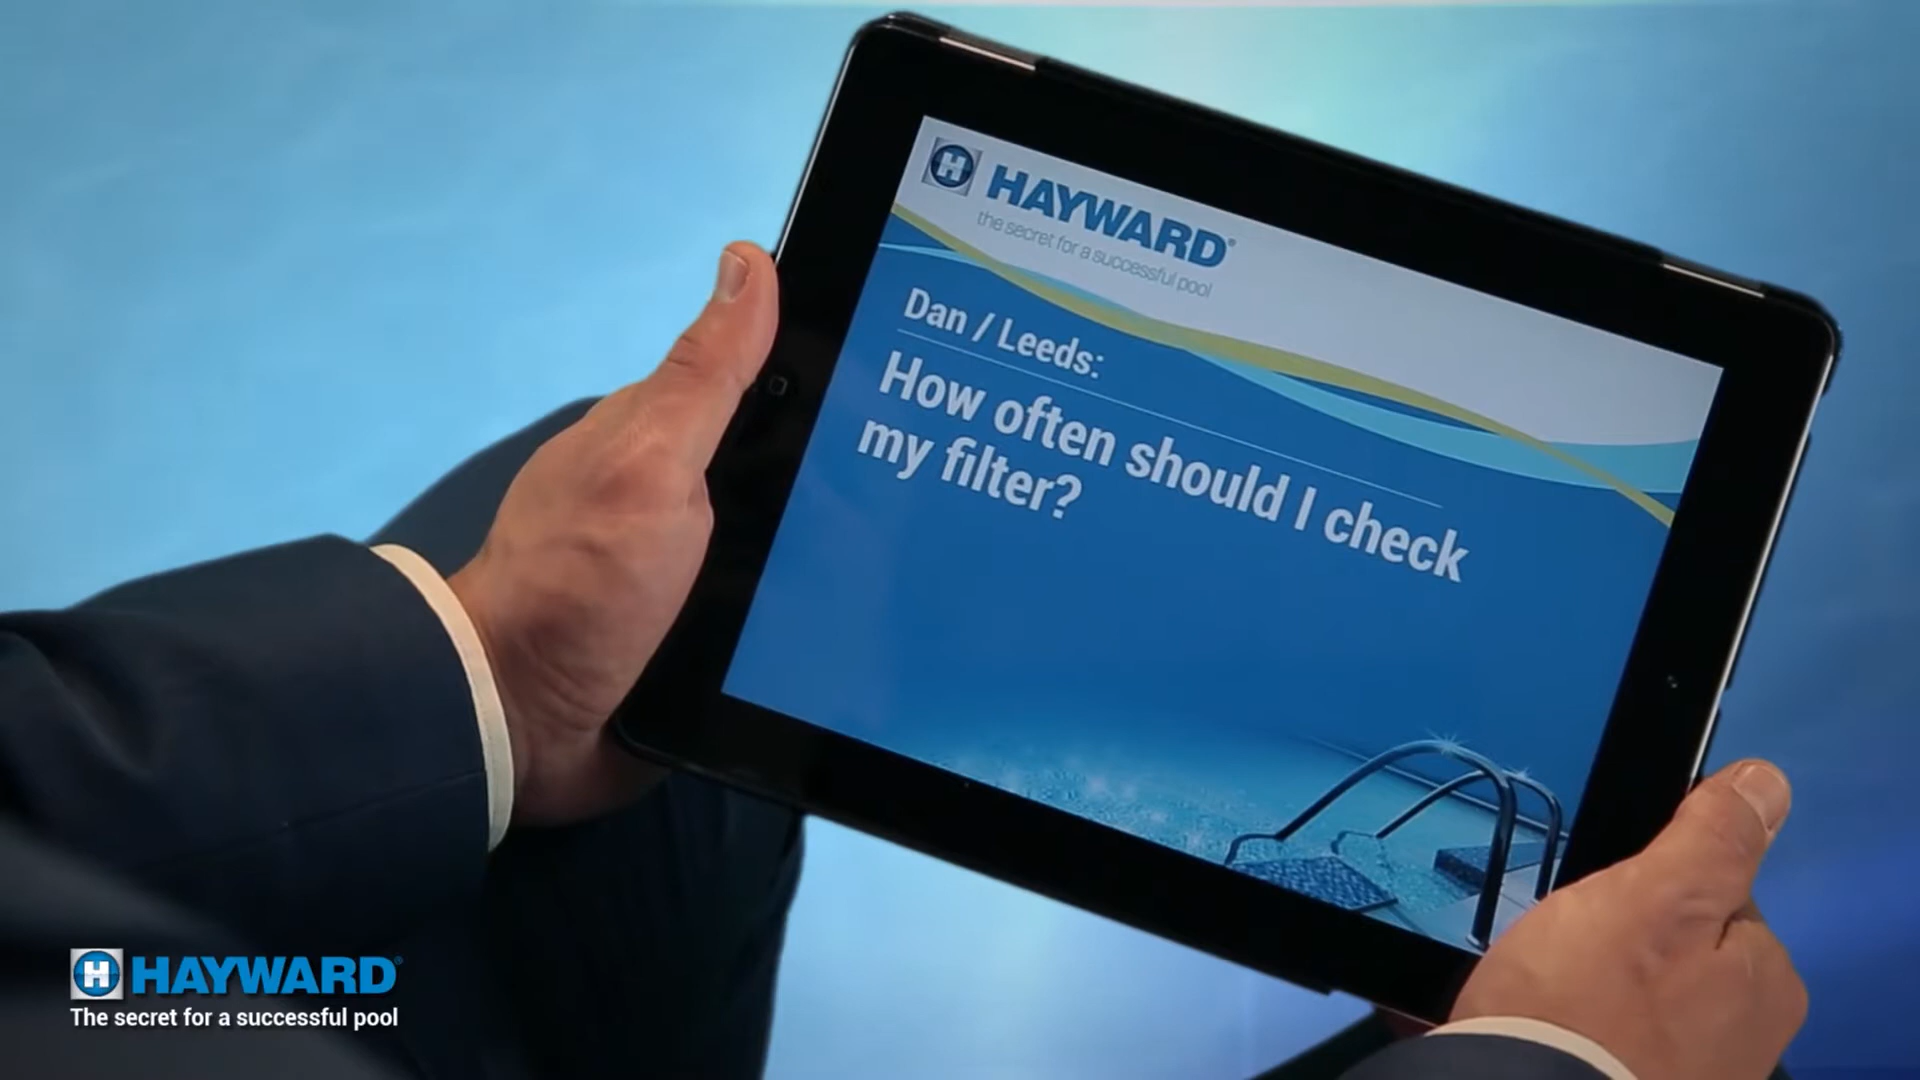 HAYWARD®
the secret for a successful pool
Dan / Leeds:
How often should I check
my filter?
HAYWARD®
The secret for a successful pool